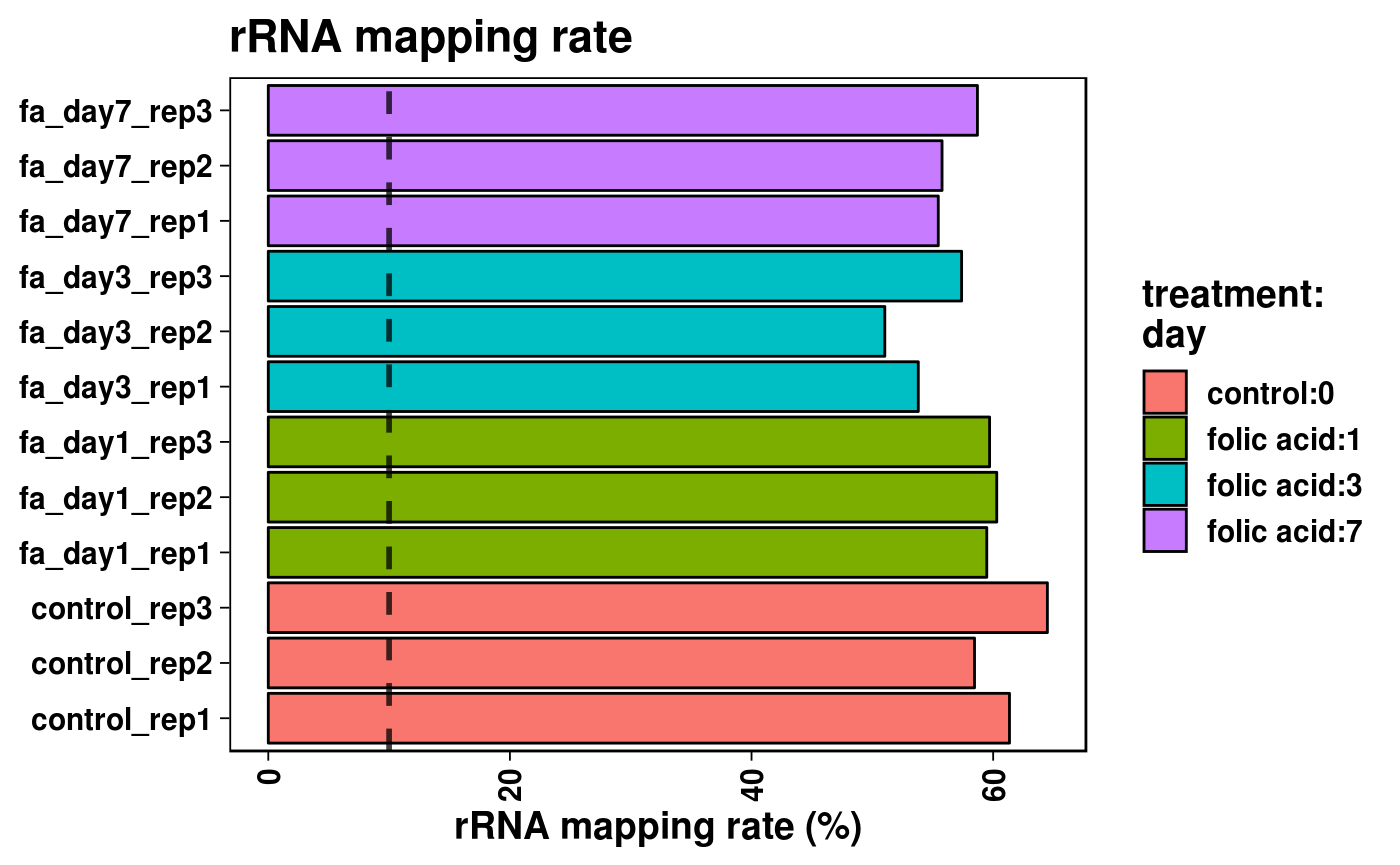 rRNA mapping rate
fa_day7_rep3
fa_day7_rep2
fa_day7_rep1
fa_day3_rep3
fa_day3_rep2
fa_day3_rep1
fa_day1_rep3
fa_day1_rep2
fa_day1_rep1
control_rep3
control_rep2
control_rep1
0
20
40
60
rRNA mapping rate (%)
treatment:
day
control:0
folic acid:1
folic acid:3
folic acid:7